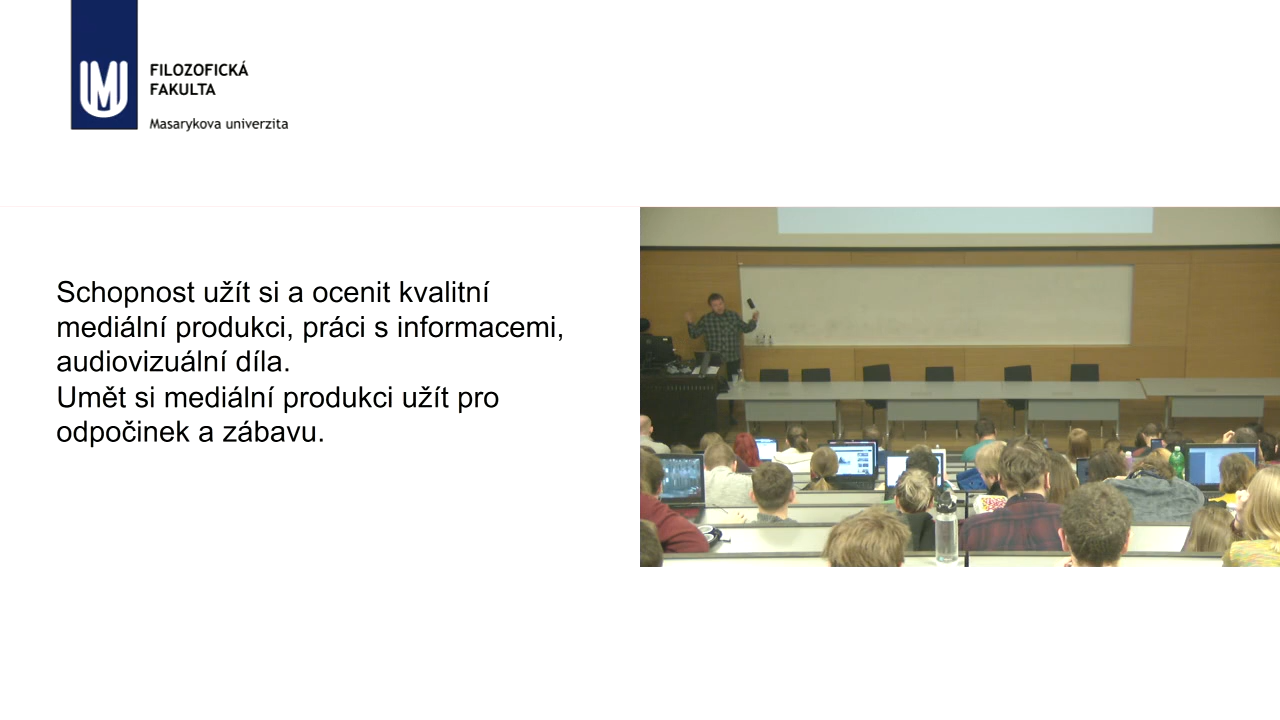 FILOZOFICKÁ
FAKULTA
Masarykova univerzita
Schopnost užít si a ocenit kvalitní
mediální produkci, práci s informacemi,
audiovizuální díla.
Umět si mediální produkci užít pro
odpočinek a zábavu.